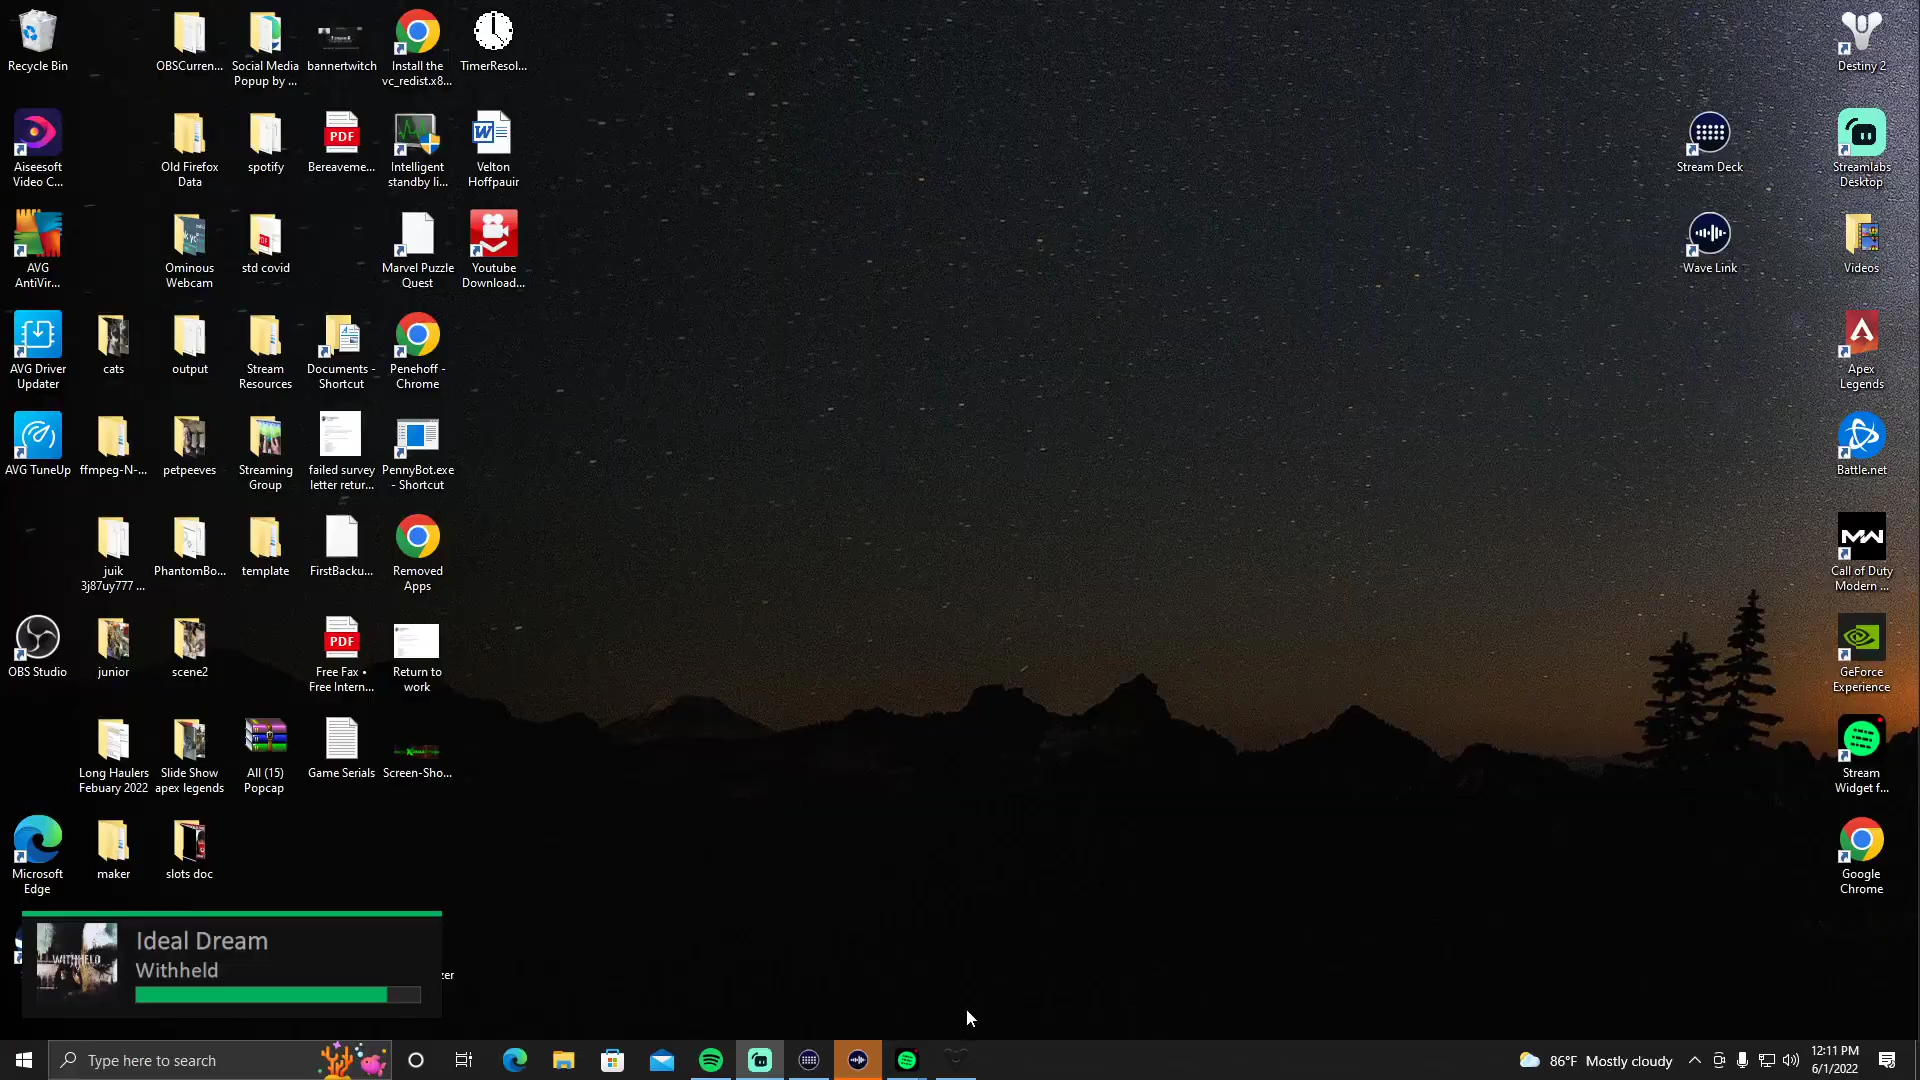 Recycle Bin
OBSCurren...
Social Media
Popup by ...
bannertwitch
Install the
vc_redist.x8...
TimerResol...
Destiny 2
Aiseesoft
Video C...
Old Firefox
Data
spotify
PDF
Bereaveme...
Intelligent
standby li...
Velton
Hoffpauir
Stream Deck
Streamlabs
Desktop
AVG
AntiVir...
Ominous
Webcam
std covid
Marvel Puzzle
Quest
Youtube
Download...
Wave Link
Videos
AVG Driver
Updater
cats
output
Stream
Resources
Documents -
Shortcut
Penehoff -
Chrome
Apex
Legends
AVG TuneUp
ffmpeg-N-...
petpeeves
Streaming
Group
failed survey
letter retur...
PennyBot.exe
- Shortcut
Battle.net
juik
3j87uy777 ...
PhantomBo...
template
FirstBacku...
Removed
Apps
Call of Duty
Modern ...
OBS Studio
junior
scene2
PDF
Free Fax •
Free Intern...
Return to
work
GeForce
Experience
Long Haulers
Febuary 2022
Slide Show
apex legends
All (15)
Popcap
Game Serials
Screen-Sho...
Stream
Widget f...
Microsoft
Edge
maker
slots doc
Google
Chrome
WITHHELD
Ideal Dream
Withheld
zer
Type here to search
86°F Mostly cloudy
12:11 PM
6/1/2022